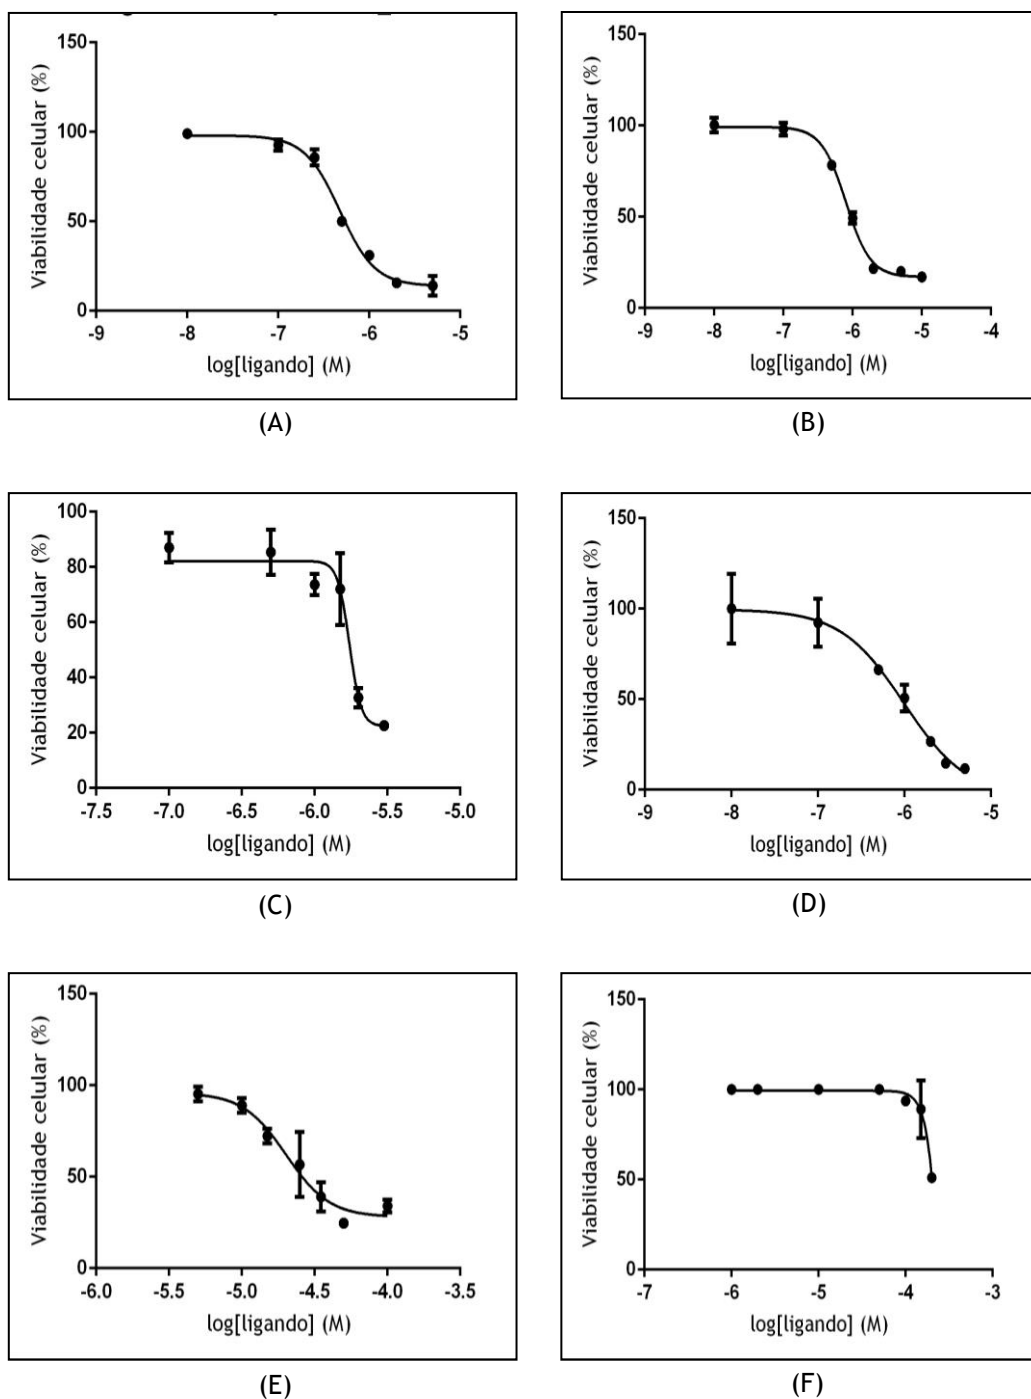 Viabilidade celular (%)
150
100
50
0
-9 -8 -7 -6 -5
log[ligando] (M)
(A)
Viabilidade celular (%)
150
100
50
0
-9 -8 -7 -6 -5 -4
log[ligando] (M)
(B)
Viabilidade celular (%)
100
80
60
40
20
0
-7.5 -7.0 -6.5 -6.0 -5.5 -5.0
log[ligando] (M)
(C)
Viabilidade celular (%)
150
100
50
0
-9 -8 -7 -6 -5
log[ligando] (M)
(D)
Viabilidade celular (%)
150
100
50
0
-6.0 -5.5 -5.0 -4.5 -4.0 -3.5
log[ligando] (M)
(E)
Viabilidade celular (%)
150
100
50
0
-7 -6 -5 -4 -3
log[ligando] (M)
(F)